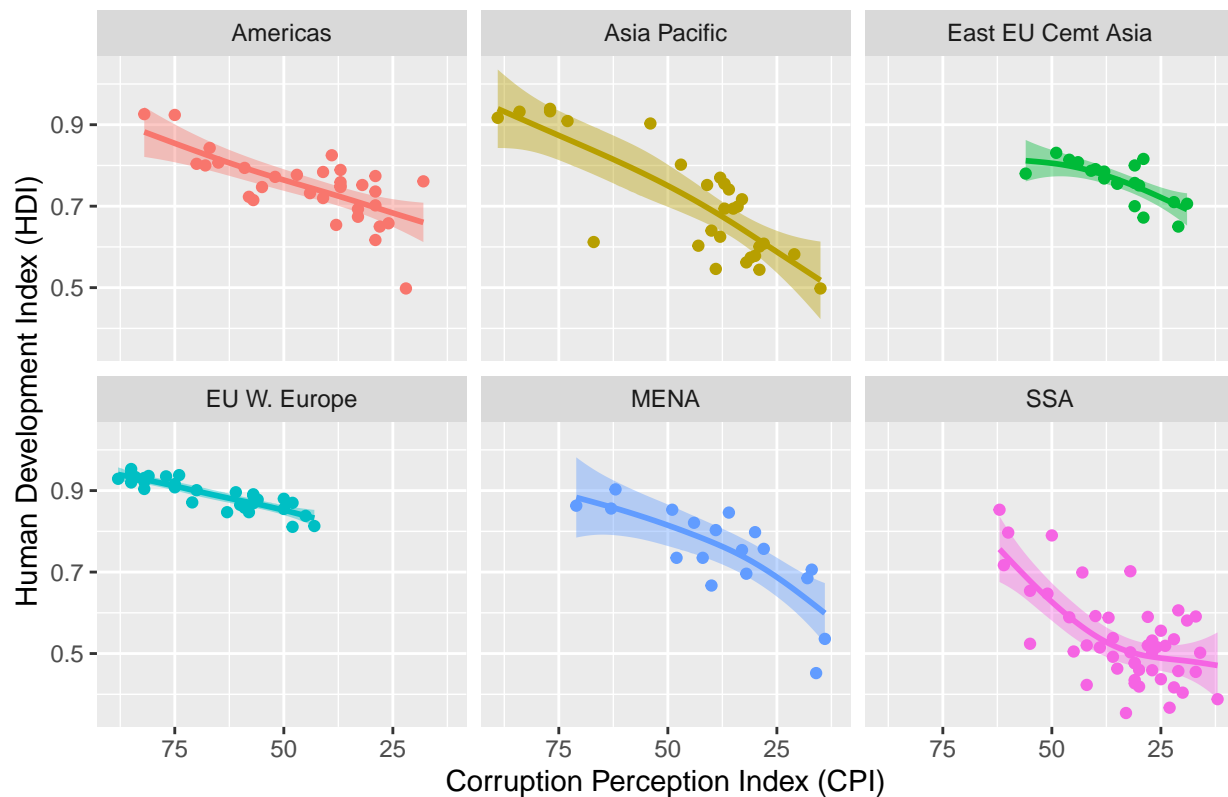 Americas
Asia Pacific
East EU Cemt Asia
0.9
0.7
0.5
EU W. Europe
MENA
SSA
0.9
0.7
0.5
75
50
25
75
50
25
75
50
25
Human Development Index (HDI)
Corruption Perception Index (CPI)